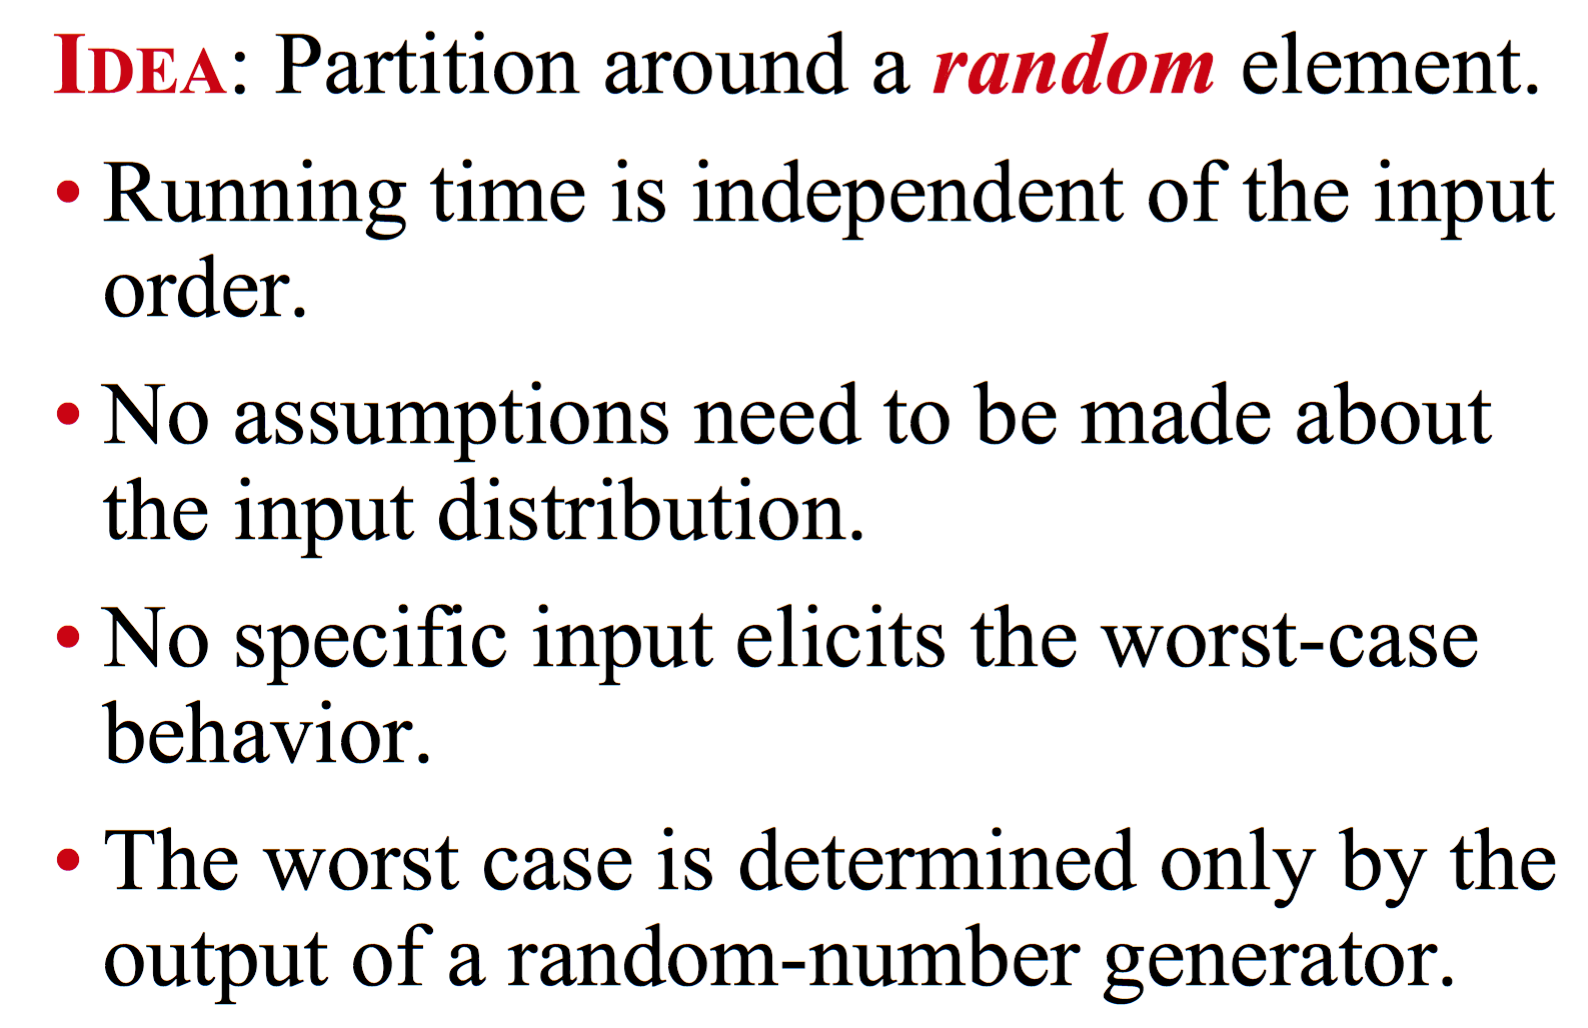 IDEA: Partition around a random element.
• Running time is independent of the input
order.
• No assumptions need to be made about
the input distribution.
• No specific input elicits the worst-case
behavior.
• The worst case is determined only by the
output of a random-number generator.